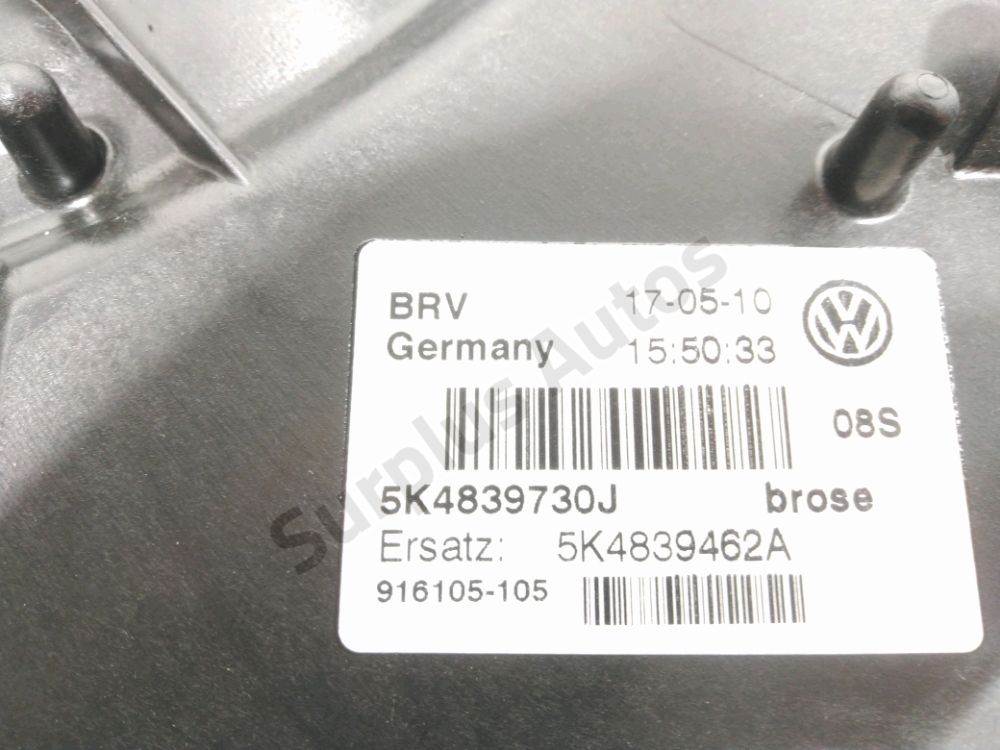 BRV 17-05-10
Germany 15:50:33
08S
5K4839730J brose
Ersatz: 5K4839462A
916105-105
Surplus Autos